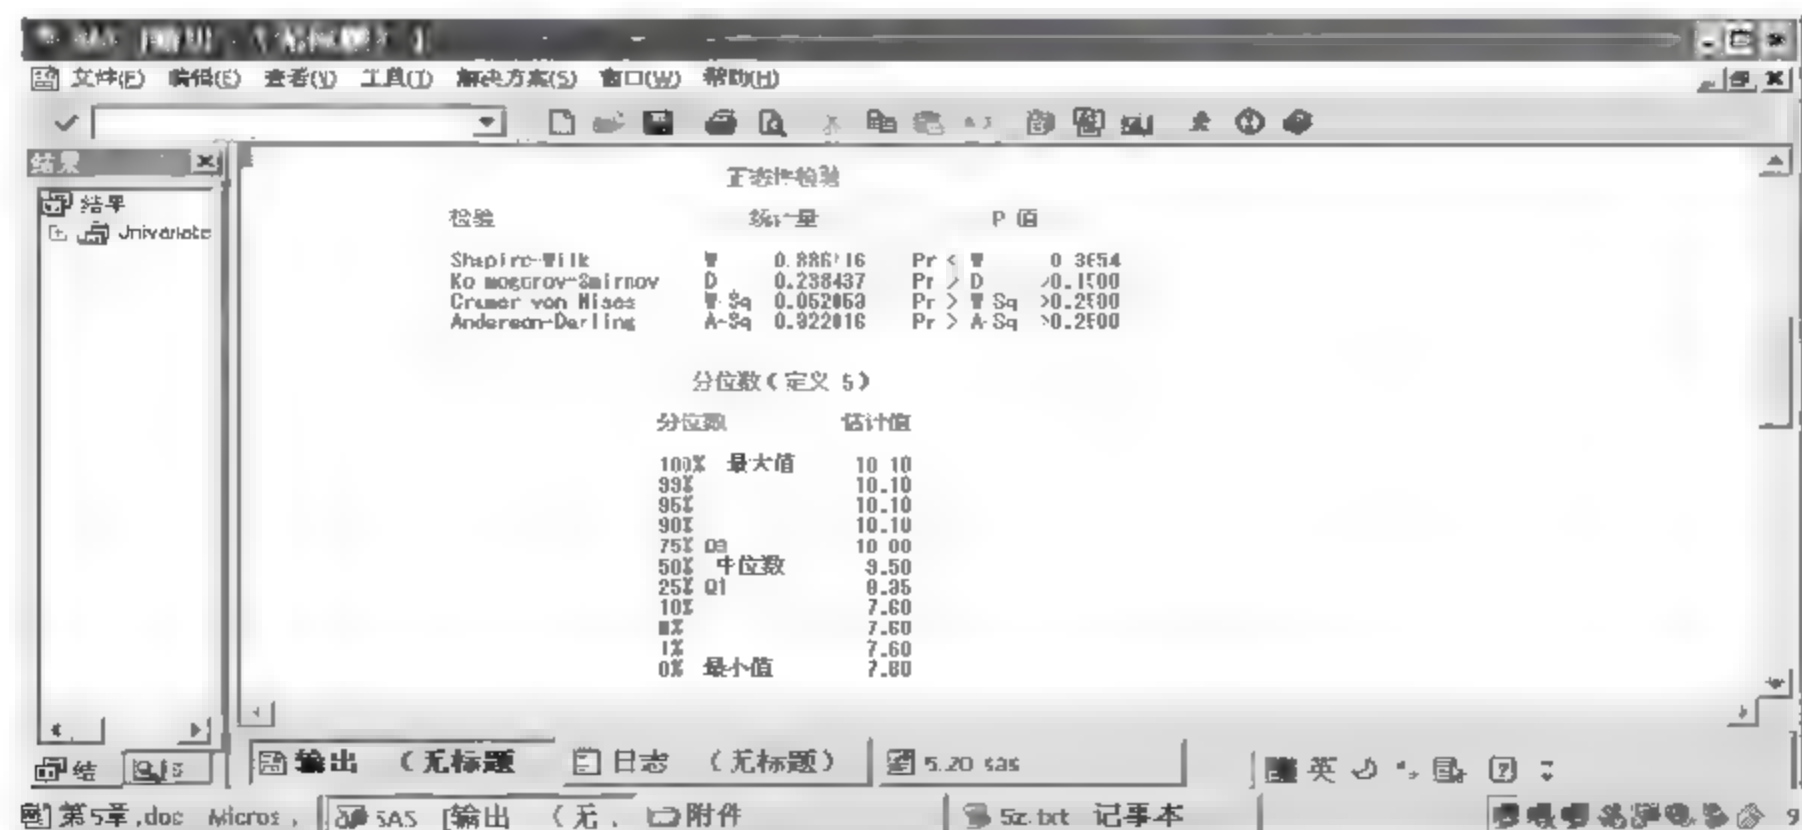 文件(F) 编辑(E) 查看(V) 工具(T) 解决方案(S) 窗口(W) 帮助(H)
结果
结果
Univariate
正态性检验
检验 统计量 P 值
Shapiro-Wilk W Pr < W
Kolmogorov-Smirnov D 0.238437 Pr > D >0.1500
Cramer-von Mises W-Sq Pr > W-Sq >0.2500
Anderson-Darling A-Sq Pr > A-Sq >0.2500
分位数(定义 5)
分位数 估计值
100% 最大值 10.10
99% 10.10
95% 10.10
90% 10.10
75% Q3 10.00
50% 中位数 9.50
25% Q1
10% 7.60
7.60
1% 7.60
0% 最小值
输出 (无标题
日志 (无标题)
5.20 sas
英
结
第5章.doc Micros
SAS [输出 (无
附件
5z.txt 记事本
9